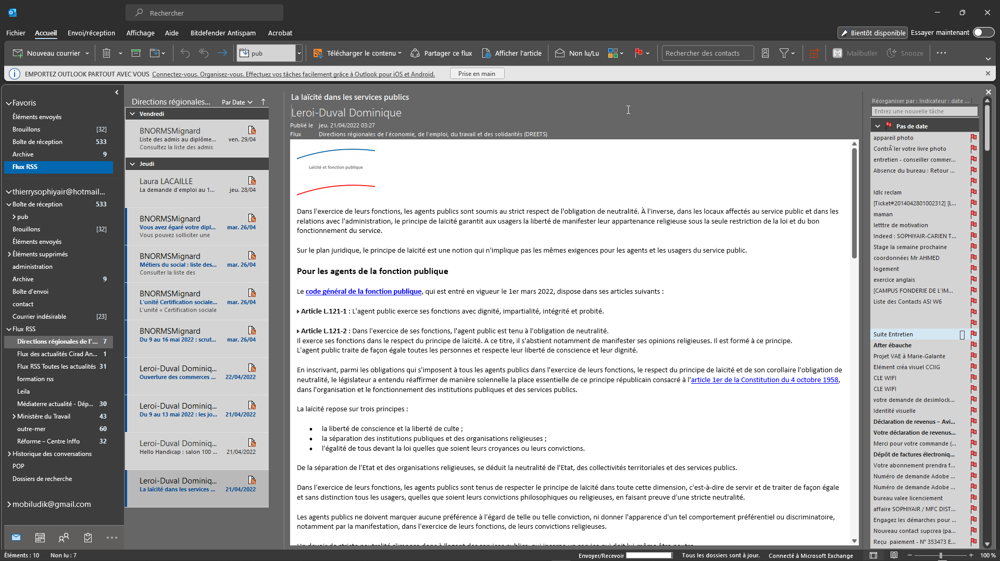 Rechercher
Fichier Accueil Envoi/réception Affichage Aide Bitdefender Antispam Acrobat Bientôt disponible Essayer maintenant
Nouveau courrier pub Télécharger le contenu Partager ce flux Afficher l'article Non lu/Lu Rechercher des contacts Mailbutler Snooze
EMPORTEZ OUTLOOK PARTOUT AVEC VOUS Connectez-vous. Organisez-vous. Effectuez vos tâches facilement grâce à Outlook pour iOS et Android. Prise en main
Favoris
Éléments envoyés
Brouillons [32]
Boîte de réception 533
Archive 9
Flux RSS
thierrysophiyair@hotmail...
Boîte de réception 533
pub
Brouillons [32]
Éléments envoyés
Éléments supprimés
administration
Archive 9
Boîte d'envoi
contact
Courrier indésirable [23]
Flux RSS
Directions régionales de l'... 7
Flux des actualités Cirad An... 1
Flux RSS Toutes les actualités 31
formation rss
Leila
Médiaterre actualité - Dép... 30
Ministère du Travail 43
outre-mer 60
Réforme – Centre Inffo 32
Historique des conversations
POP
Dossiers de recherche
mobiludik@gmail.com
Directions régionales... Par Date
Vendredi
BNORMSMignard
Liste des admis au diplôme... ven. 29/04
Consultez la liste des admis
Jeudi
Laura LACAILLE
La demande d'emploi au 1... jeu. 28/04
BNORMSMignard
Vous avez égaré votre dipl... mar. 26/04
Vous pouvez solliciter une
BNORMSMignard
Métiers du social : liste des... mar. 26/04
Consulter la liste des
BNORMSMignard
L'unité Certification sociale... mar. 26/04
L'unité « Certification sociale
BNORMSMignard
Du 9 au 16 mai 2022 : scrut... mar. 26/04
Leroi-Duval Dominiq...
Ouverture des commerces ... 22/04/2022
Leroi-Duval Dominiq...
Du 9 au 13 mai 2022 : les jo... 21/04/2022
Leroi-Duval Dominiq...
Hello Handicap : salon 100 ... 21/04/2022
Leroi-Duval Dominiq...
La laïcité dans les services ... 21/04/2022
La laïcité dans les services publics
Leroi-Duval Dominique
Publié le jeu. 21/04/2022 03:27
Flux Directions régionales de l'économie, de l'emploi, du travail et des solidarités (DREETS)
Laïcité et fonction publique
Dans l'exercice de leurs fonctions, les agents publics sont soumis au strict respect de l'obligation de neutralité. À l'inverse, dans les locaux affectés au service public et dans les
relations avec l'administration, le principe de laïcité garantit aux usagers la liberté de manifester leur appartenance religieuse sous la seule restriction de la loi et du bon
fonctionnement du service.
Sur le plan juridique, le principe de laïcité est une notion qui n'implique pas les mêmes exigences pour les agents et les usagers du service public.
Pour les agents de la fonction publique
Le code général de la fonction publique, qui est entré en vigueur le 1er mars 2022, dispose dans ses articles suivants :
Article L.121-1 : L'agent public exerce ses fonctions avec dignité, impartialité, intégrité et probité.
Article L.121-2 : Dans l'exercice de ses fonctions, l'agent public est tenu à l'obligation de neutralité.
Il exerce ses fonctions dans le respect du principe de laïcité. A ce titre, il s'abstient notamment de manifester ses opinions religieuses. Il est formé à ce principe.
L'agent public traite de façon égale toutes les personnes et respecte leur liberté de conscience et leur dignité.
En inscrivant, parmi les obligations qui s'imposent à tous les agents publics dans l'exercice de leurs fonctions, le respect du principe de laïcité et de son corollaire l'obligation de
neutralité, le législateur a entendu réaffirmer de manière solennelle la place essentielle de ce principe républicain consacré à l'article 1er de la Constitution du 4 octobre 1958,
dans l'organisation et le fonctionnement des institutions publiques et des services publics.
La laïcité repose sur trois principes :
• la liberté de conscience et la liberté de culte ;
• la séparation des institutions publiques et des organisations religieuses ;
• l'égalité de tous devant la loi quelles que soient leurs croyances ou leurs convictions.
De la séparation de l'Etat et des organisations religieuses, se déduit la neutralité de l'Etat, des collectivités territoriales et des services publics.
Dans l'exercice de leurs fonctions, les agents publics sont tenus de respecter le principe de laïcité dans toute cette dimension, c'est-à-dire de servir et de traiter de façon égale
et sans distinction tous les usagers, quelles que soient leurs convictions philosophiques ou religieuses, en faisant preuve d'une stricte neutralité.
Les agents publics ne doivent marquer aucune préférence à l'égard de telle ou telle conviction, ni donner l'apparence d'un tel comportement préférentiel ou discriminatoire,
notamment par la manifestation, dans l'exercice de leurs fonctions, de leurs convictions religieuses.
Réorganiser par : Indicateur : date ...
Entrez une nouvelle tâche
Pas de date
appareil photo
ContrÃ´ler votre livre photo
entretien - conseiller commer...
Absence du bureau : Retour ...
ldlc reclam
[Ticket#2014042801002312] [L...
maman
letttre de motivation
Indeed : SOPHIYAIR-CARIEN T...
Stage la semaine prochaine
coordonnées Mr AHMED
logement
exercice anglais
[CAMPUS FONDERIE DE L'IM...
Liste des Contacts ASI W6
Suite Entretien
After ébauche
Projet VAE à Marie-Galante
Elément créa visuel CCIIG
CLE WIFI
CLE WIFI
votre demande de desimlock...
Identité visuelle
Déclaration de revenus – Avi...
Votre déclaration de revenus...
Merci pour votre commande (...
Dépôt de factures électroniq...
Votre abonnement prendra f...
Numéro de demande Adobe ...
Numéro de demande Adobe ...
bureau valee licenciement
affaire SOPHIYAIR / MFC DIST...
Engagez les démarches pour ...
Nouveau contact supcrea (pa...
Reçu paiement - N° 353473 E...
Éléments : 10 Non lu : 7 Envoyer/Recevoir Tous les dossiers sont à jour. Connecté à Microsoft Exchange 100 %